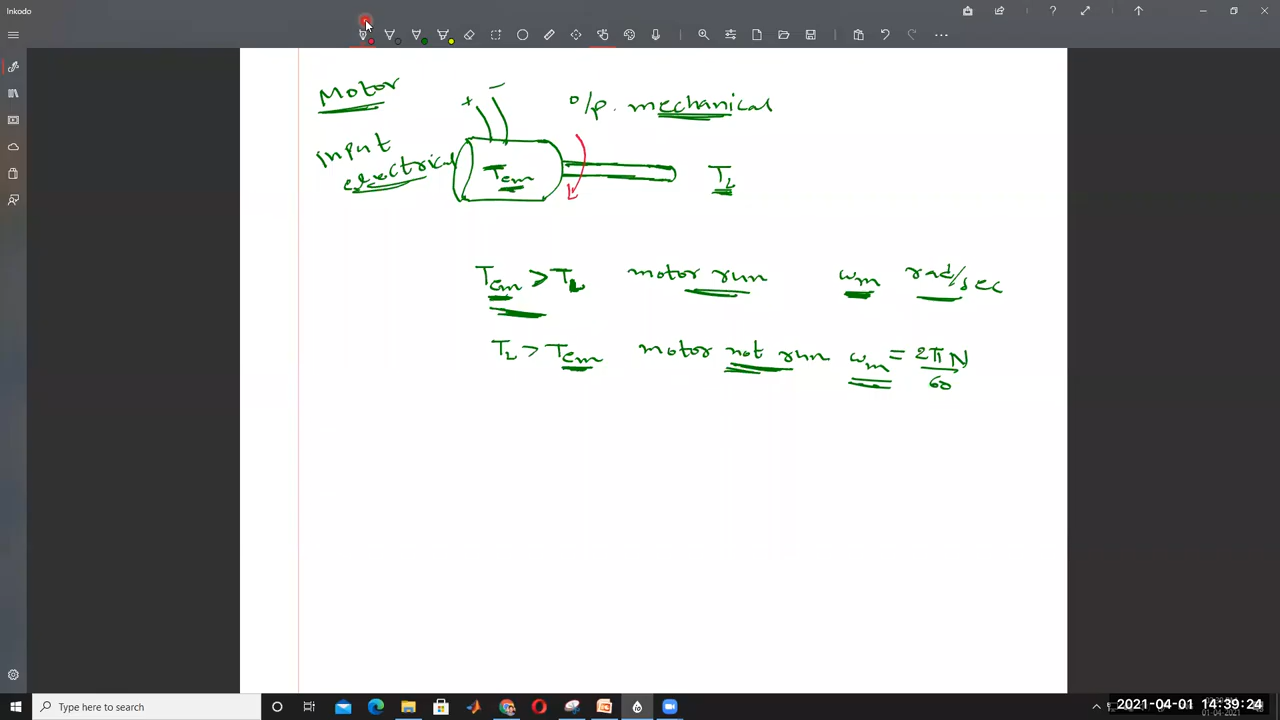 Inkodo
Motor
+ -
o/p. mechanical
Input
electrical
Tem
TL
Tem > TL motor run ωm rad/sec
TL > Tem motor not run ωm = 2πN/60
Type here to search
2021-04-01 14:39:24